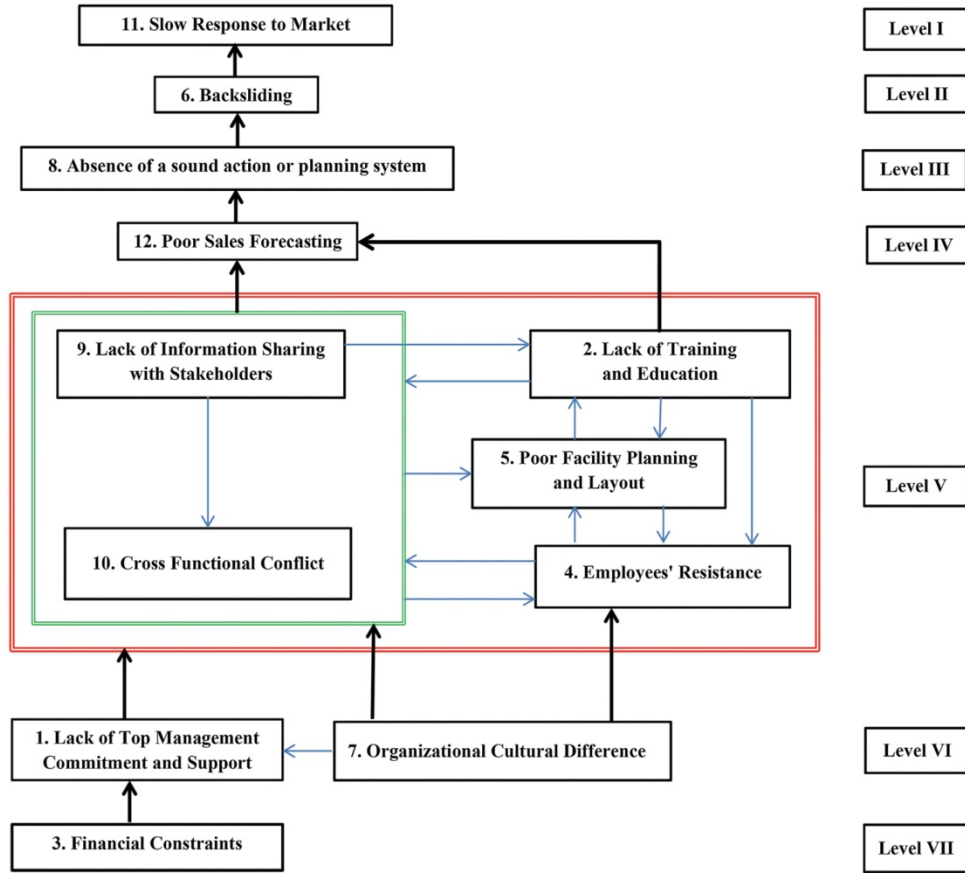 11. Slow Response to Market
Level I
6. Backsliding
Level II
8. Absence of a sound action or planning system
Level III
12. Poor Sales Forecasting
Level IV
9. Lack of Information Sharing
with Stakeholders
2. Lack of Training
and Education
5. Poor Facility Planning
and Layout
Level V
10. Cross Functional Conflict
4. Employees' Resistance
1. Lack of Top Management
Commitment and Support
7. Organizational Cultural Difference
Level VI
3. Financial Constraints
Level VII